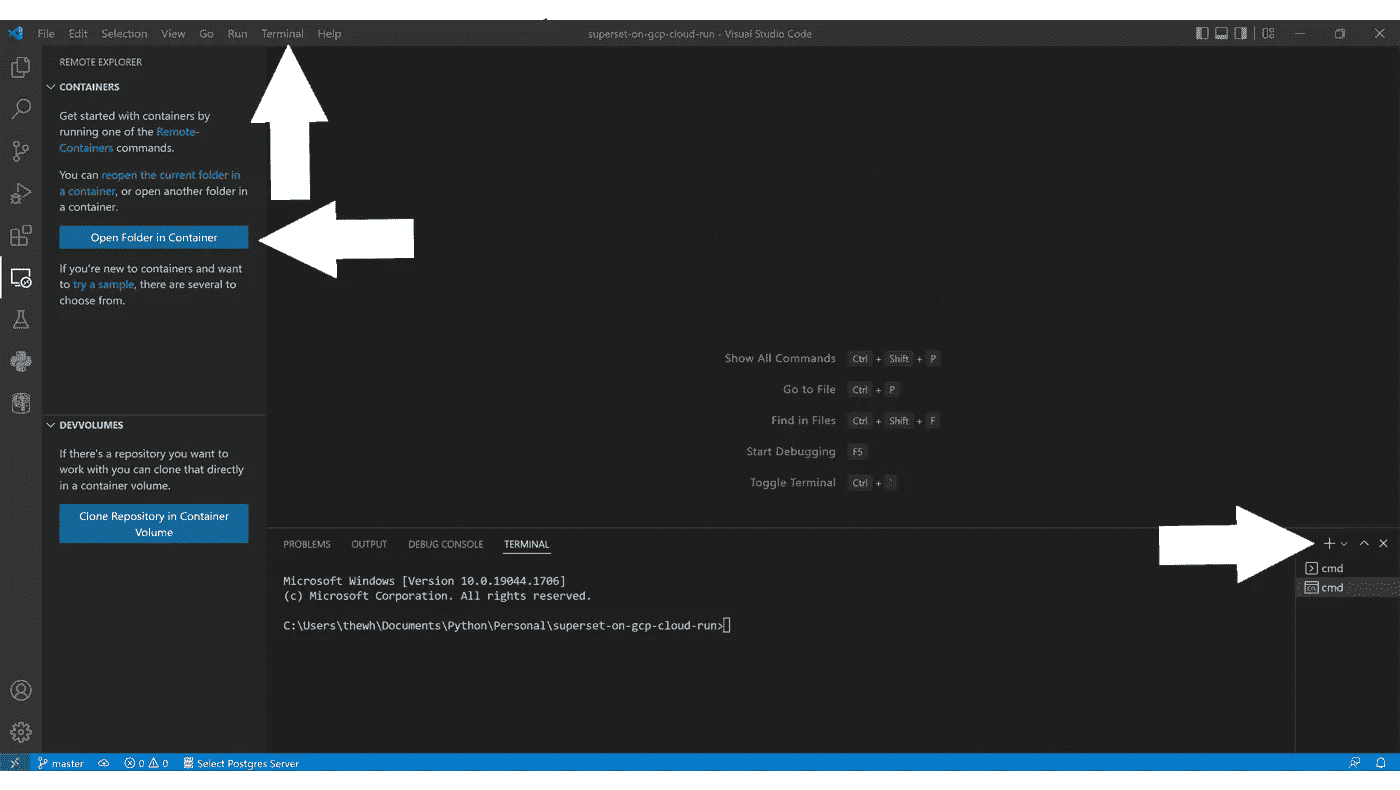 File Edit Selection View Go Run Terminal Help
superset-on-gcp-cloud-run - Visual Studio Code
REMOTE EXPLORER
CONTAINERS
Get started with containers by
running one of the Remote-
Containers commands.
You can reopen the current folder in
a container, or open another folder in
a container.
Open Folder in Container
If you're new to containers and want
to try a sample, there are several to
choose from.
DEVVOLUMES
If there's a repository you want to
work with you can clone that directly
in a container volume.
Clone Repository in Container
Volume
Show All Commands Ctrl + Shift + P
Go to File Ctrl + P
Find in Files Ctrl + Shift + F
Start Debugging F5
Toggle Terminal Ctrl + `
PROBLEMS OUTPUT DEBUG CONSOLE TERMINAL
Microsoft Windows [Version 10.0.19044.1706]
(c) Microsoft Corporation. All rights reserved.
C:\Users\thewh\Documents\Python\Personal\superset-on-gcp-cloud-run>
cmd
cmd
master 0 0 Select Postgres Server